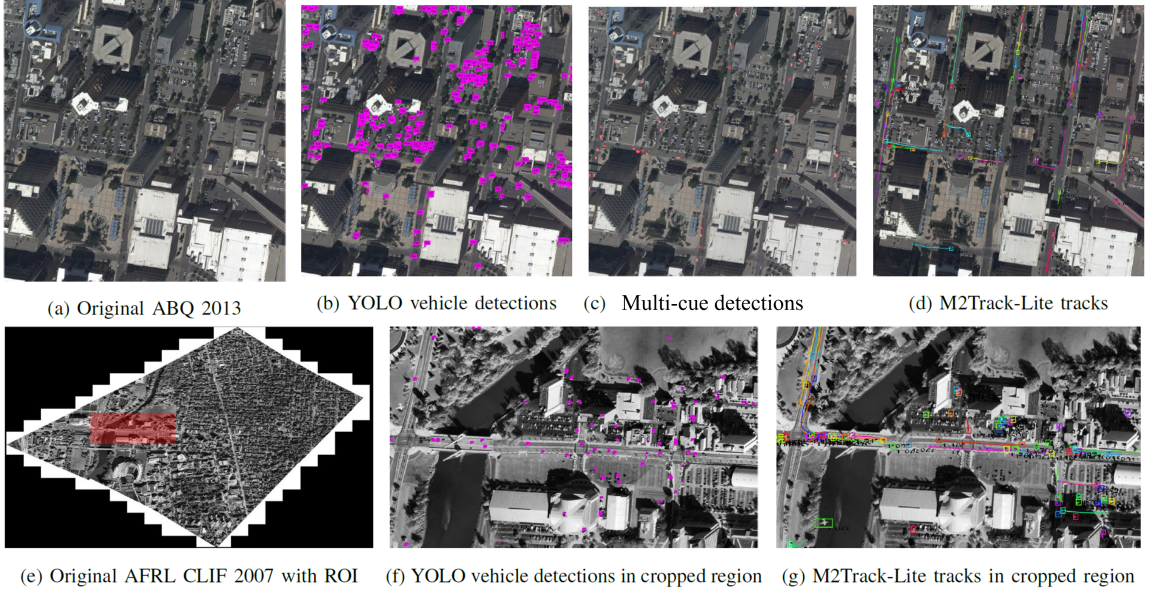 (a) Original ABQ 2013
(b) YOLO vehicle detections
(c) Multi-cue detections
(d) M2Track-Lite tracks
(e) Original AFRL CLIF 2007 with ROI
(f) YOLO vehicle detections in cropped region
(g) M2Track-Lite tracks in cropped region